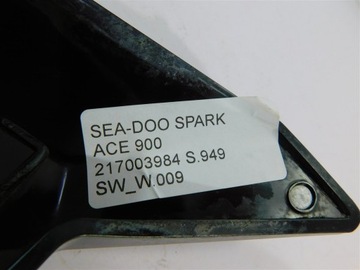 SEA-DOO SPARK
ACE 900
217003984 S.949
SW_W.009